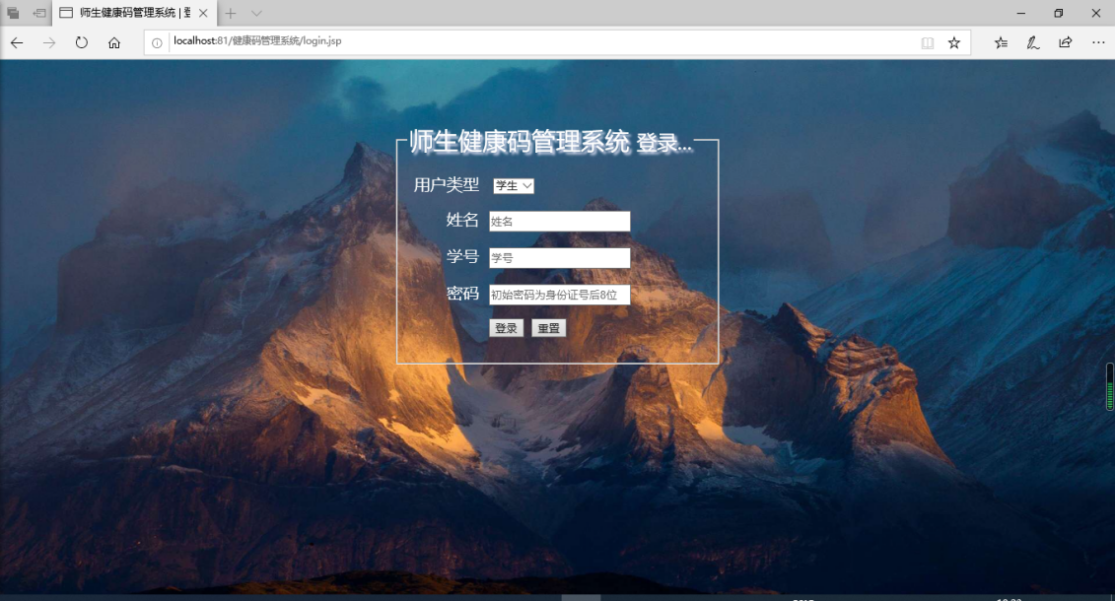 师生健康码管理系统 | 登
localhost:81/健康码管理系统/login.jsp
师生健康码管理系统 登录...
用户类型 学生
姓名 姓名
学号 学号
密码 初始密码为身份证号后8位
登录 重置